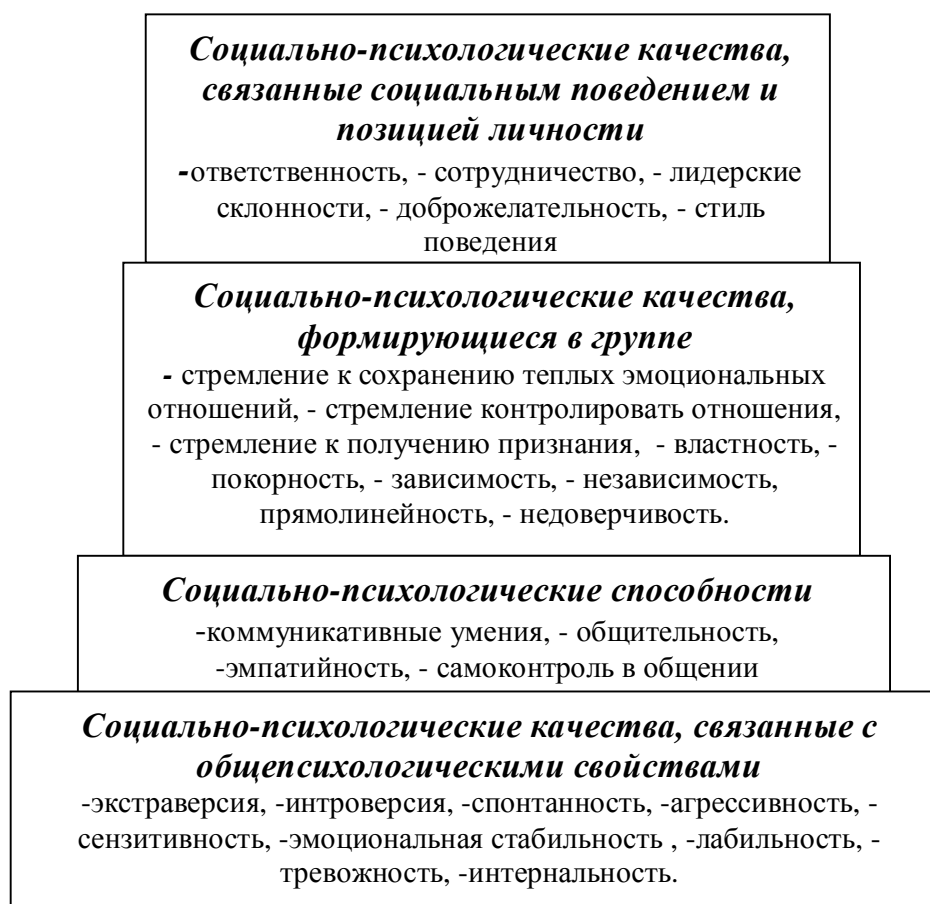 Социально-психологические качества,
связанные социальным поведением и
позицией личности
-ответственность, - сотрудничество, - лидерские
склонности, - доброжелательность, - стиль
поведения
Социально-психологические качества,
формирующиеся в группе
- стремление к сохранению теплых эмоциональных
отношений, - стремление контролировать отношения,
- стремление к получению признания,  - властность, -
покорность, - зависимость, - независимость,
прямолинейность, - недоверчивость.
Социально-психологические способности
-коммуникативные умения, - общительность,
-эмпатийность, - самоконтроль в общении
Социально-психологические качества, связанные с
общепсихологическими свойствами
-экстраверсия, -интроверсия, -спонтанность, -агрессивность, -
сензитивность, -эмоциональная стабильность , -лабильность, -
тревожность, -интернальность.